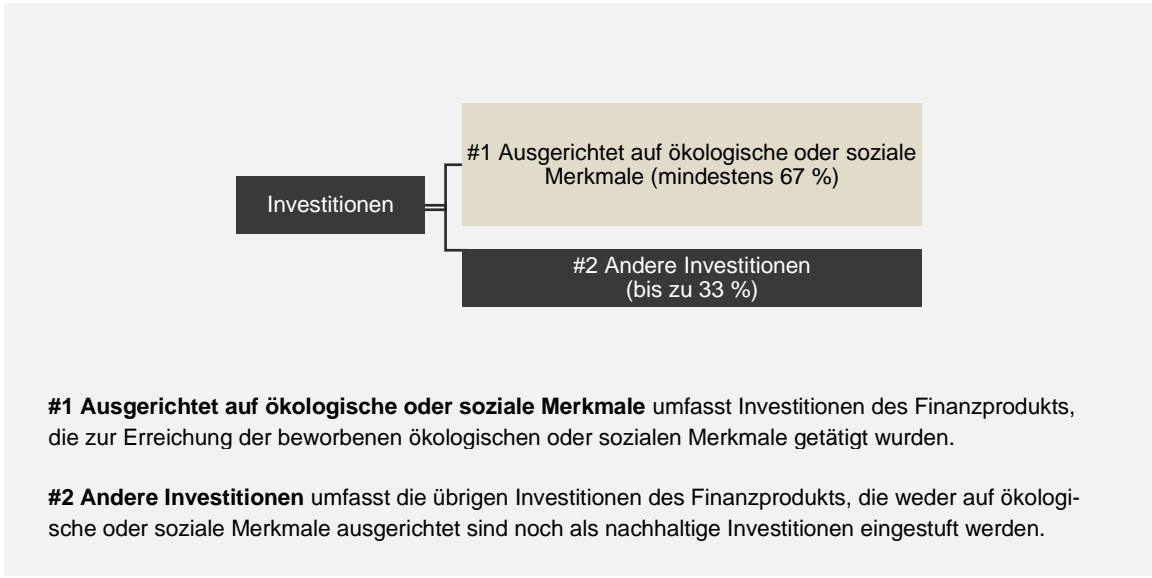 #1 Ausgerichtet auf ökologische oder soziale
Merkmale (mindestens 67 %)
Investitionen
#2 Andere Investitionen
(bis zu 33 %)
#1 Ausgerichtet auf ökologische oder soziale Merkmale umfasst Investitionen des Finanzprodukts,
die zur Erreichung der beworbenen ökologischen oder sozialen Merkmale getätigt wurden.
#2 Andere Investitionen umfasst die übrigen Investitionen des Finanzprodukts, die weder auf ökologi-
sche oder soziale Merkmale ausgerichtet sind noch als nachhaltige Investitionen eingestuft werden.